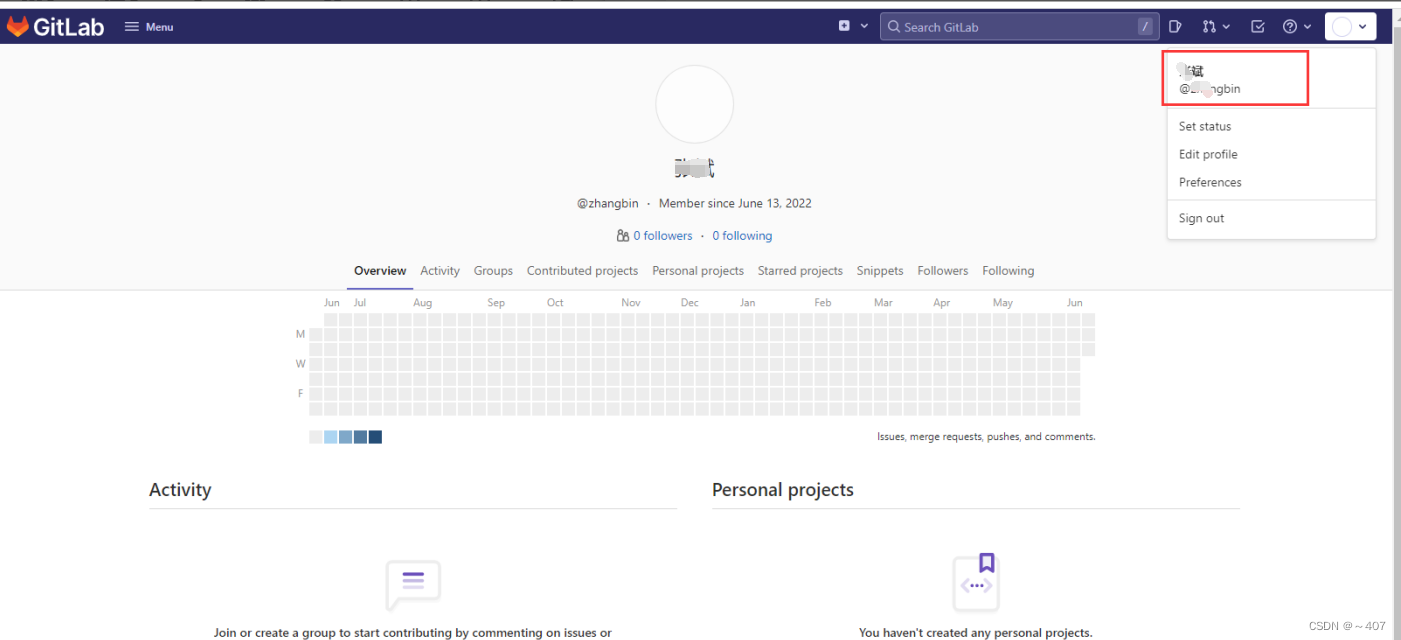 GitLab
Menu
Search GitLab
/
斌
Set status
Edit profile
Preferences
Sign out
@zhangbin · Member since June 13, 2022
0 followers · 0 following
Overview Activity Groups Contributed projects Personal projects Starred projects Snippets Followers Following
Jun Jul Aug Sep Oct Nov Dec Jan Feb Mar Apr May Jun
M
W
F
Issues, merge requests, pushes, and comments.
Activity
Personal projects
Join or create a group to start contributing by commenting on issues or
You haven't created any personal projects.
CSDN @～407